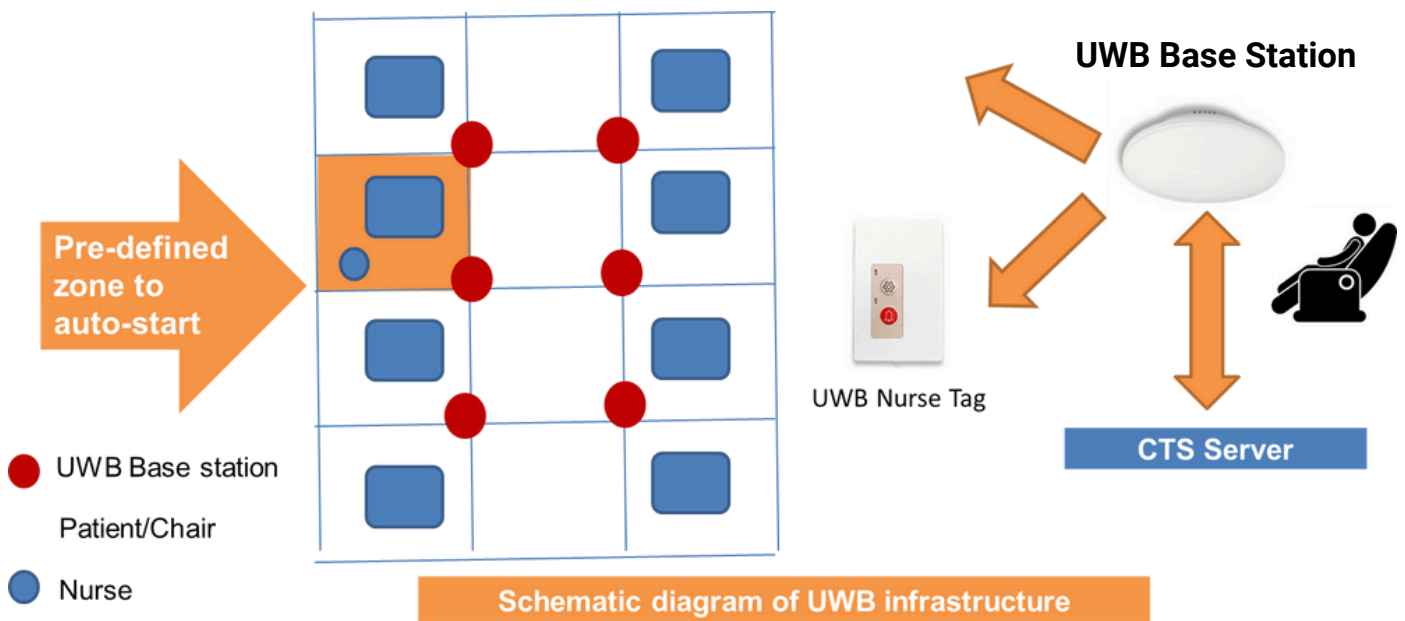 UWB Base Station
Pre-defined
zone to
auto-start
UWB Nurse Tag
CTS Server
UWB Base station
Patient/Chair
Nurse
Schematic diagram of UWB infrastructure